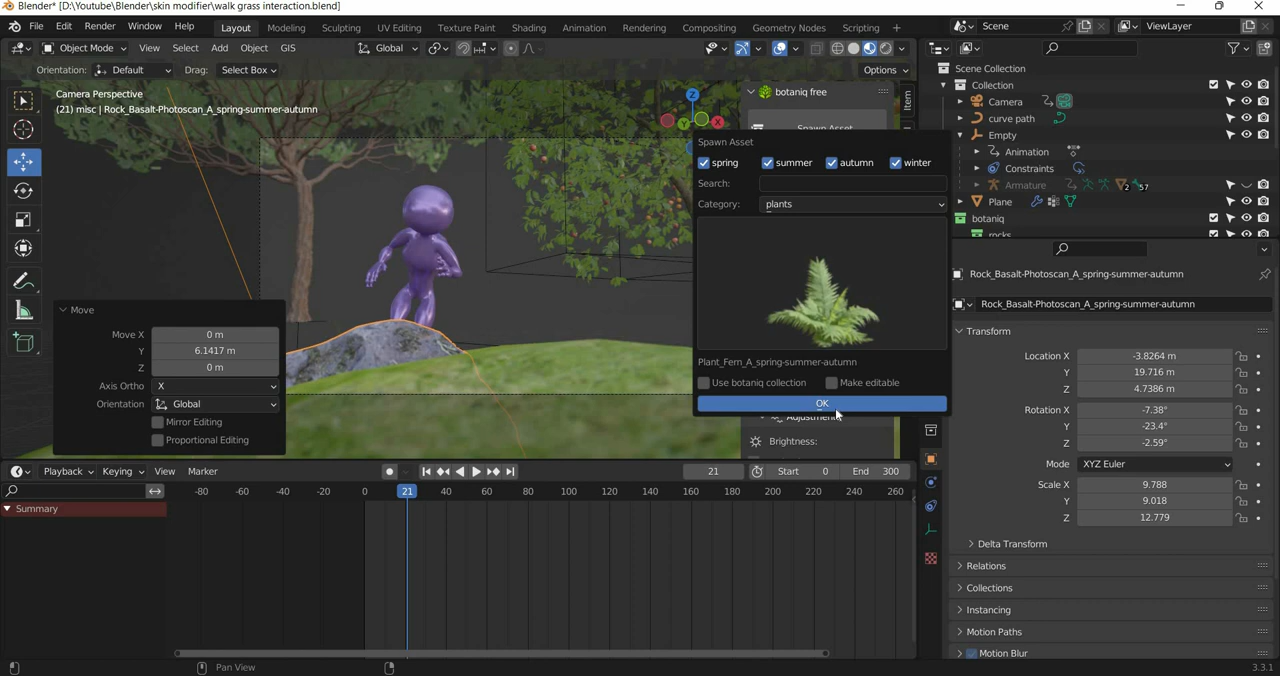 Blender* [D:\Youtube\Blender\skin modifier\walk grass interaction.blend]
File Edit Render Window Help Layout Modeling Sculpting UV Editing Texture Paint Shading Animation Rendering Compositing Geometry Nodes Scripting + Scene ViewLayer
Object Mode View Select Add Object GIS Global
Orientation: Default Drag: Select Box Options
Camera Perspective
(21) misc | Rock_Basalt-Photoscan_A_spring-summer-autumn
Z
Y
X
botaniq free
Item
Spawn Asset
Spawn Asset
spring summer autumn winter
Search:
Category: plants
Plant_Fern_A_spring-summer-autumn
Use botaniq collection Make editable
OK
Adjustments
Brightness:
Move
Move X 0 m
Y 6.1417 m
Z 0 m
Axis Ortho X
Orientation Global
Mirror Editing
Proportional Editing
Scene Collection
Collection
Camera
curve path
Empty
Animation
Constraints
Armature 2 57
Plane
botaniq
rocks
Rock_Basalt-Photoscan_A_spring-summer-autumn
Rock_Basalt-Photoscan_A_spring-summer-autumn
Transform
Location X -3.8264 m
Y 19.716 m
Z 4.7386 m
Rotation X -7.38°
Y -23.4°
Z -2.59°
Mode XYZ Euler
Scale X 9.788
Y 9.018
Z 12.779
Delta Transform
Relations
Collections
Instancing
Motion Paths
Motion Blur
Playback Keying View Marker 21 Start 0 End 300
-80 -60 -40 -20 0 21 40 60 80 100 120 140 160 180 200 220 240 260
Summary
Pan View
3.3.1